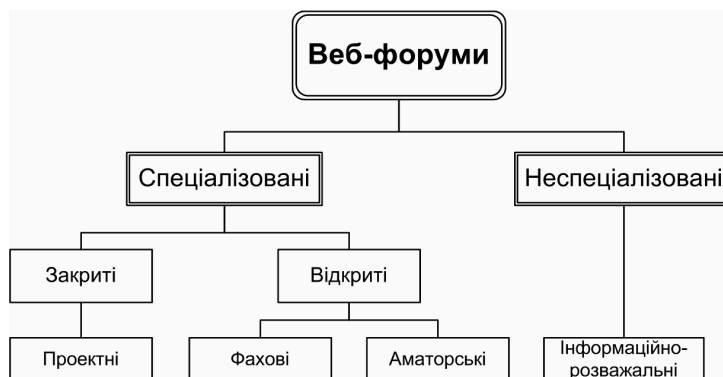 Веб-форуми
Спеціалізовані
Неспеціалізовані
Закриті
Відкриті
Проектні
Фахові
Аматорські
Інформаційно-
розважальні